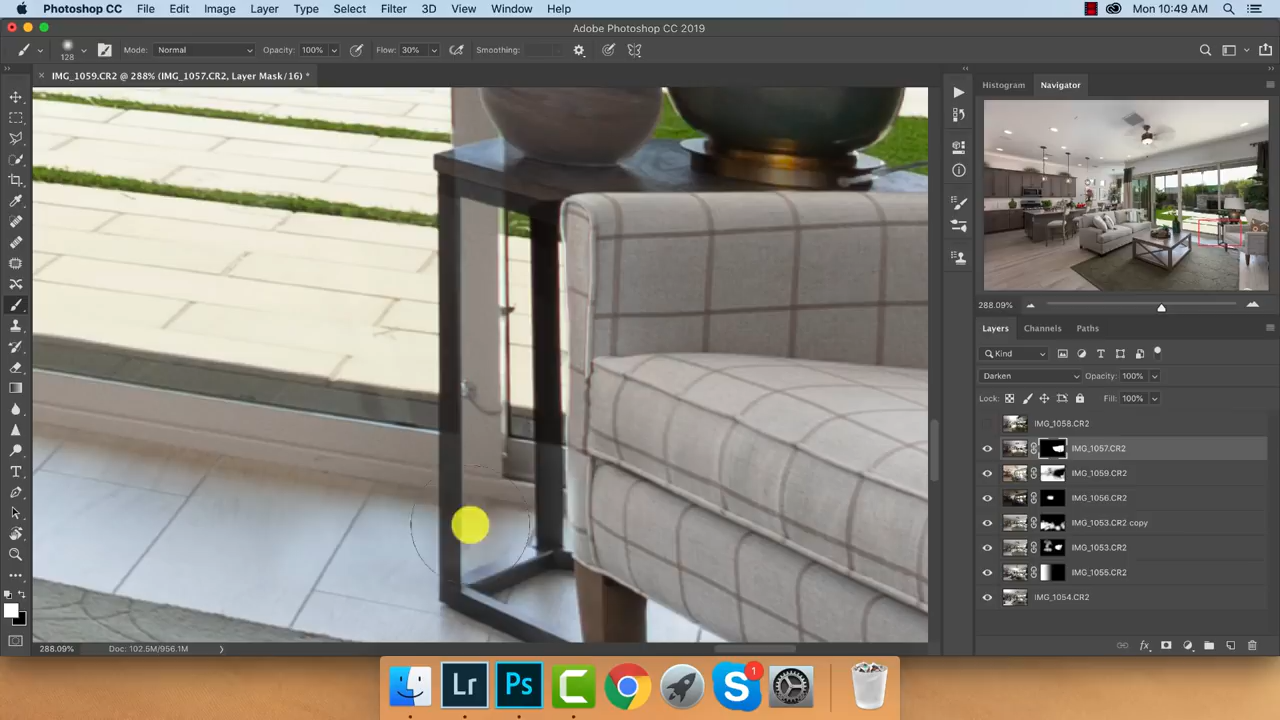 Photoshop CC File Edit Image Layer Type Select Filter 3D View Window Help Mon 10:49 AM
Adobe Photoshop CC 2019
128 Mode: Normal Opacity: 100% Flow: 30% Smoothing:
IMG_1059.CR2 @ 288% (IMG_1057.CR2, Layer Mask/16) *
Histogram Navigator
288.09%
Layers Channels Paths
Kind
Darken Opacity: 100%
Lock: Fill: 100%
IMG_1058.CR2
IMG_1057.CR2
IMG_1059.CR2
IMG_1056.CR2
IMG_1053.CR2 copy
IMG_1053.CR2
IMG_1055.CR2
IMG_1054.CR2
fx
288.09% Doc: 102.5M/956.1M
Lr Ps C S 1